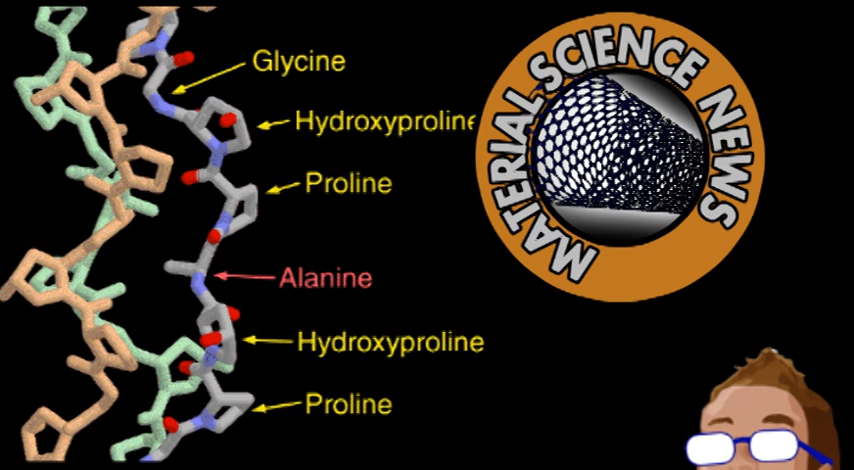 Glycine
Hydroxyproline
Proline
Alanine
Hydroxyproline
Proline
MATERIAL SCIENCE NEWS